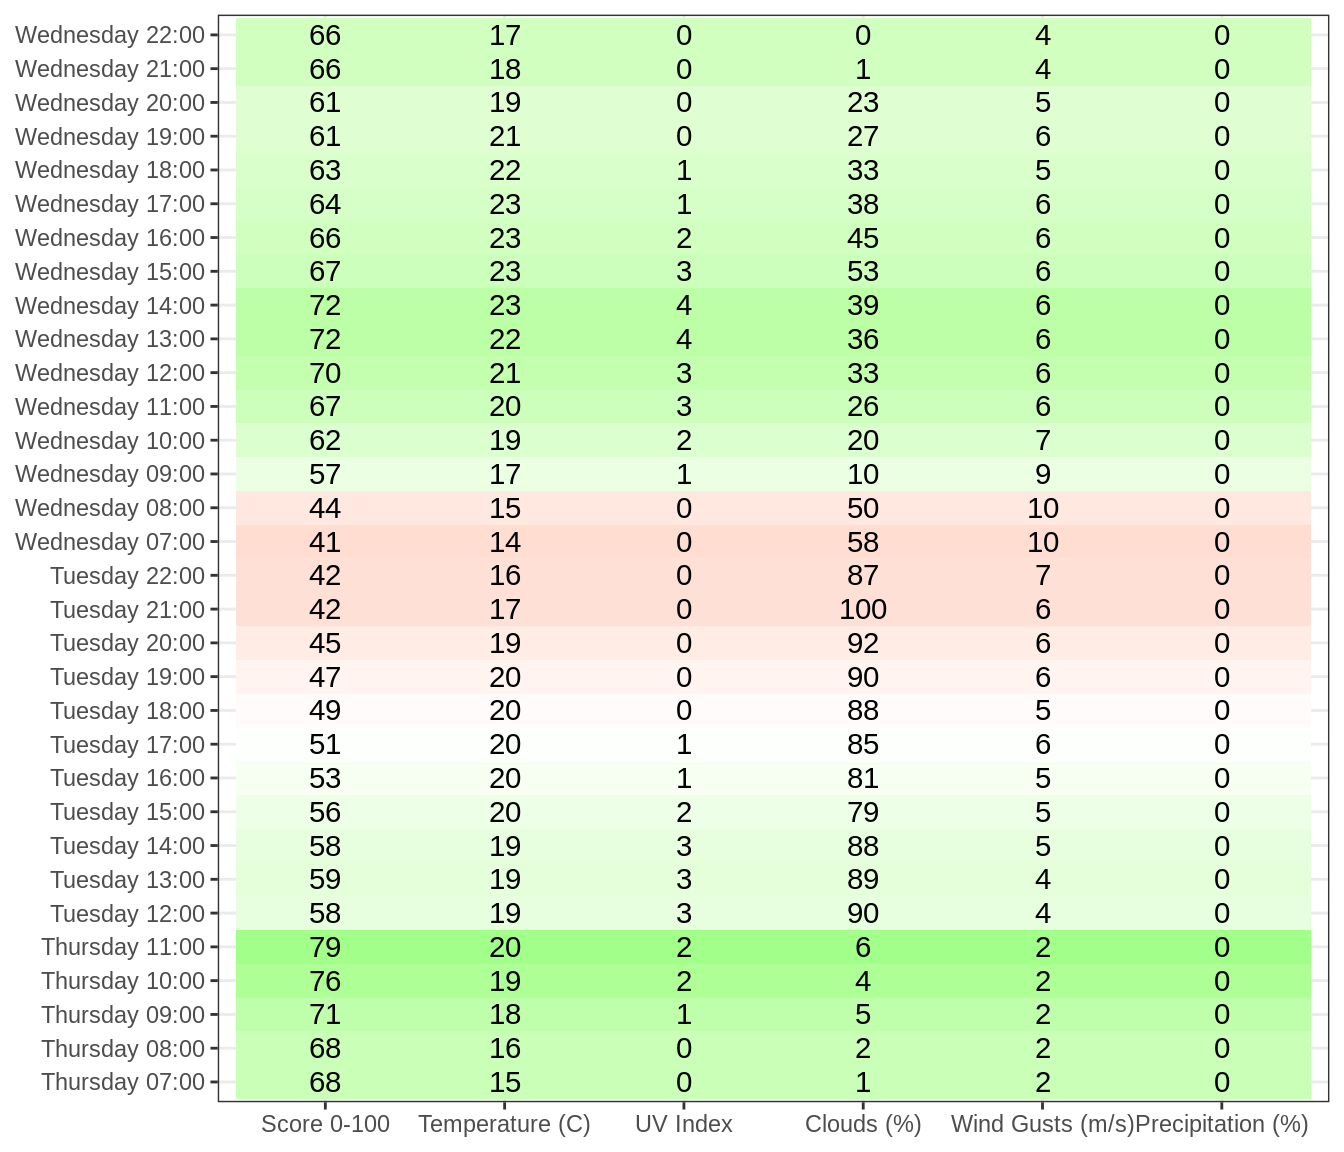 Wednesday 22:00 66 17 0 0 4 0
Wednesday 21:00 66 18 0 1 4 0
Wednesday 20:00 61 19 0 23 5 0
Wednesday 19:00 61 21 0 27 6 0
Wednesday 18:00 63 22 1 33 5 0
Wednesday 17:00 64 23 1 38 6 0
Wednesday 16:00 66 23 2 45 6 0
Wednesday 15:00 67 23 3 53 6 0
Wednesday 14:00 72 23 4 39 6 0
Wednesday 13:00 72 22 4 36 6 0
Wednesday 12:00 70 21 3 33 6 0
Wednesday 11:00 67 20 3 26 6 0
Wednesday 10:00 62 19 2 20 7 0
Wednesday 09:00 57 17 1 10 9 0
Wednesday 08:00 44 15 0 50 10 0
Wednesday 07:00 41 14 0 58 10 0
Tuesday 22:00 42 16 0 87 7 0
Tuesday 21:00 42 17 0 100 6 0
Tuesday 20:00 45 19 0 92 6 0
Tuesday 19:00 47 20 0 90 6 0
Tuesday 18:00 49 20 0 88 5 0
Tuesday 17:00 51 20 1 85 6 0
Tuesday 16:00 53 20 1 81 5 0
Tuesday 15:00 56 20 2 79 5 0
Tuesday 14:00 58 19 3 88 5 0
Tuesday 13:00 59 19 3 89 4 0
Tuesday 12:00 58 19 3 90 4 0
Thursday 11:00 79 20 2 6 2 0
Thursday 10:00 76 19 2 4 2 0
Thursday 09:00 71 18 1 5 2 0
Thursday 08:00 68 16 0 2 2 0
Thursday 07:00 68 15 0 1 2 0
Score 0-100 Temperature (C) UV Index Clouds (%) Wind Gusts (m/s) Precipitation (%)